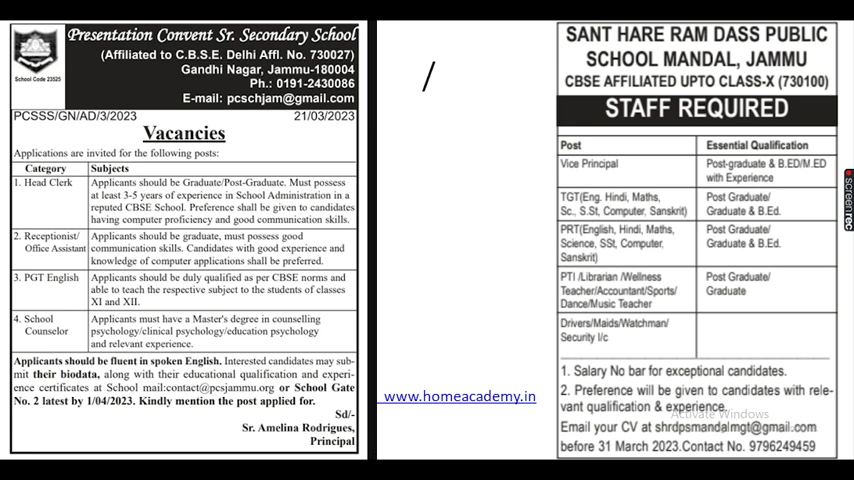 School Code 23525
Presentation Convent Sr. Secondary School
(Affiliated to C.B.S.E. Delhi Affl. No. 730027)
Gandhi Nagar, Jammu-180004
Ph.: 0191-2430086
E-mail: pcschjam@gmail.com
PCSSS/GN/AD/3/2023 21/03/2023
Vacancies
Applications are invited for the following posts:
Category Subjects
1. Head Clerk Applicants should be Graduate/Post-Graduate. Must possess
at least 3-5 years of experience in School Administration in a
reputed CBSE School. Preference shall be given to candidates
having computer proficiency and good communication skills.
2. Receptionist/ Applicants should be graduate, must possess good
Office Assistant communication skills. Candidates with good experience and
knowledge of computer applications shall be preferred.
3. PGT English Applicants should be duly qualified as per CBSE norms and
able to teach the respective subject to the students of classes
XI and XII.
4. School Applicants must have a Master's degree in counselling
Counselor psychology/clinical psychology/education psychology
and relevant experience.
Applicants should be fluent in spoken English. Interested candidates may sub-
mit their biodata, along with their educational qualification and experi-
ence certificates at School mail:contact@pcsjammu.org or School Gate
No. 2 latest by 1/04/2023. Kindly mention the post applied for.
Sd/-
Sr. Amelina Rodrigues,
Principal
/
www.homeacademy.in
SANT HARE RAM DASS PUBLIC
SCHOOL MANDAL, JAMMU
CBSE AFFILIATED UPTO CLASS-X (730100)
STAFF REQUIRED
Post Essential Qualification
Vice Principal Post-graduate & B.ED/M.ED
with Experience
TGT(Eng. Hindi, Maths, Post Graduate/
Sc., S.St, Computer, Sanskrit) Graduate & B.Ed.
PRT(English, Hindi, Maths, Post Graduate/
Science, SSt, Computer, Graduate & B.Ed.
Sanskrit)
PTI /Librarian /Wellness Post Graduate/
Teacher/Accountant/Sports/ Graduate
Dance/Music Teacher
Drivers/Maids/Watchman/
Security I/c
1. Salary No bar for exceptional candidates.
2. Preference will be given to candidates with rele-
vant qualification & experience.
Activate Windows
Email your CV at shrdpsmandalmgt@gmail.com
before 31 March 2023.Contact No. 9796249459
screenrec